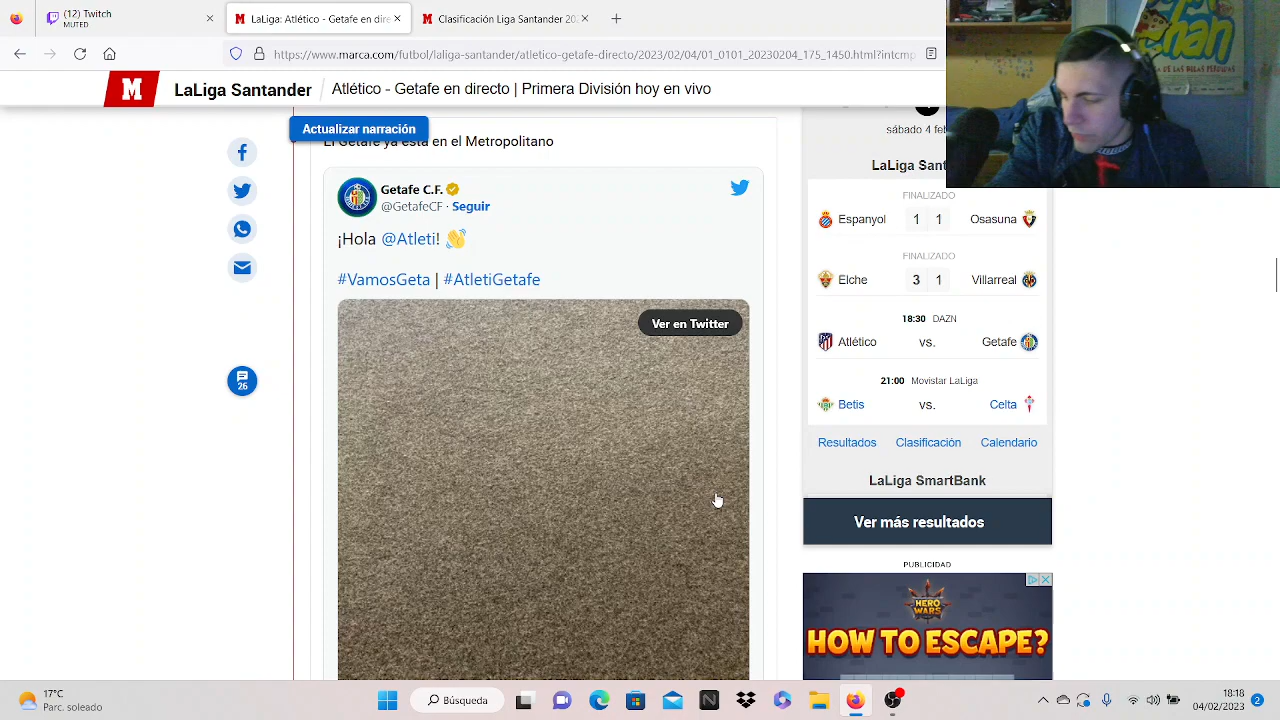 (12) Twitch
MUTED
LaLiga: Atlético - Getafe en dire
Clasificación Liga Santander
https://www.marca.com/futbol
getafe-directo/2023/02/04/01_0101_20230204_175_1450.html?intcmp
M
LaLiga Santander
Atlético - Getafe en directo | Primera División hoy en vivo
Actualizar narración
El Getafe ya está en el Metropolitano
Getafe C.F.
@GetafeCF · Seguir
¡Hola @Atleti! 👋
#VamosGeta | #AtletiGetafe
Ver en Twitter
26
sábado 4 feb
LaLiga Sant
FINALIZADO
Espanyol 1 1 Osasuna
FINALIZADO
Elche 3 1 Villarreal
18:30 DAZN
Atlético vs. Getafe
21:00 Movistar LaLiga
Betis vs. Celta
Resultados Clasificación Calendario
LaLiga SmartBank
Ver más resultados
PUBLICIDAD
HERO
WARS
HOW TO ESCAPE?
17°C
Parc. soleado
Búsqueda
18:18
04/02/2023
2